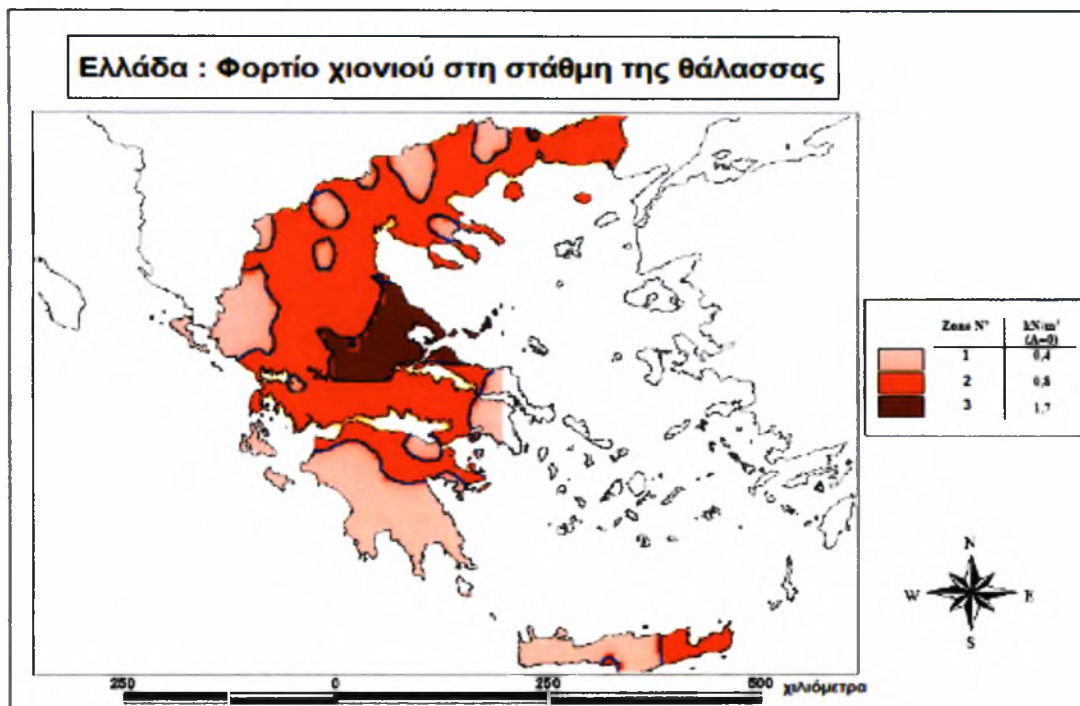 Ελλάδα : Φορτίο χιονιού στη στάθμη της θάλασσας
Zone N° kN/m²
(A=0)
1 0,4
2 0,8
3 1,7
N
W E
S
250 0 250 500 χιλιόμετρα